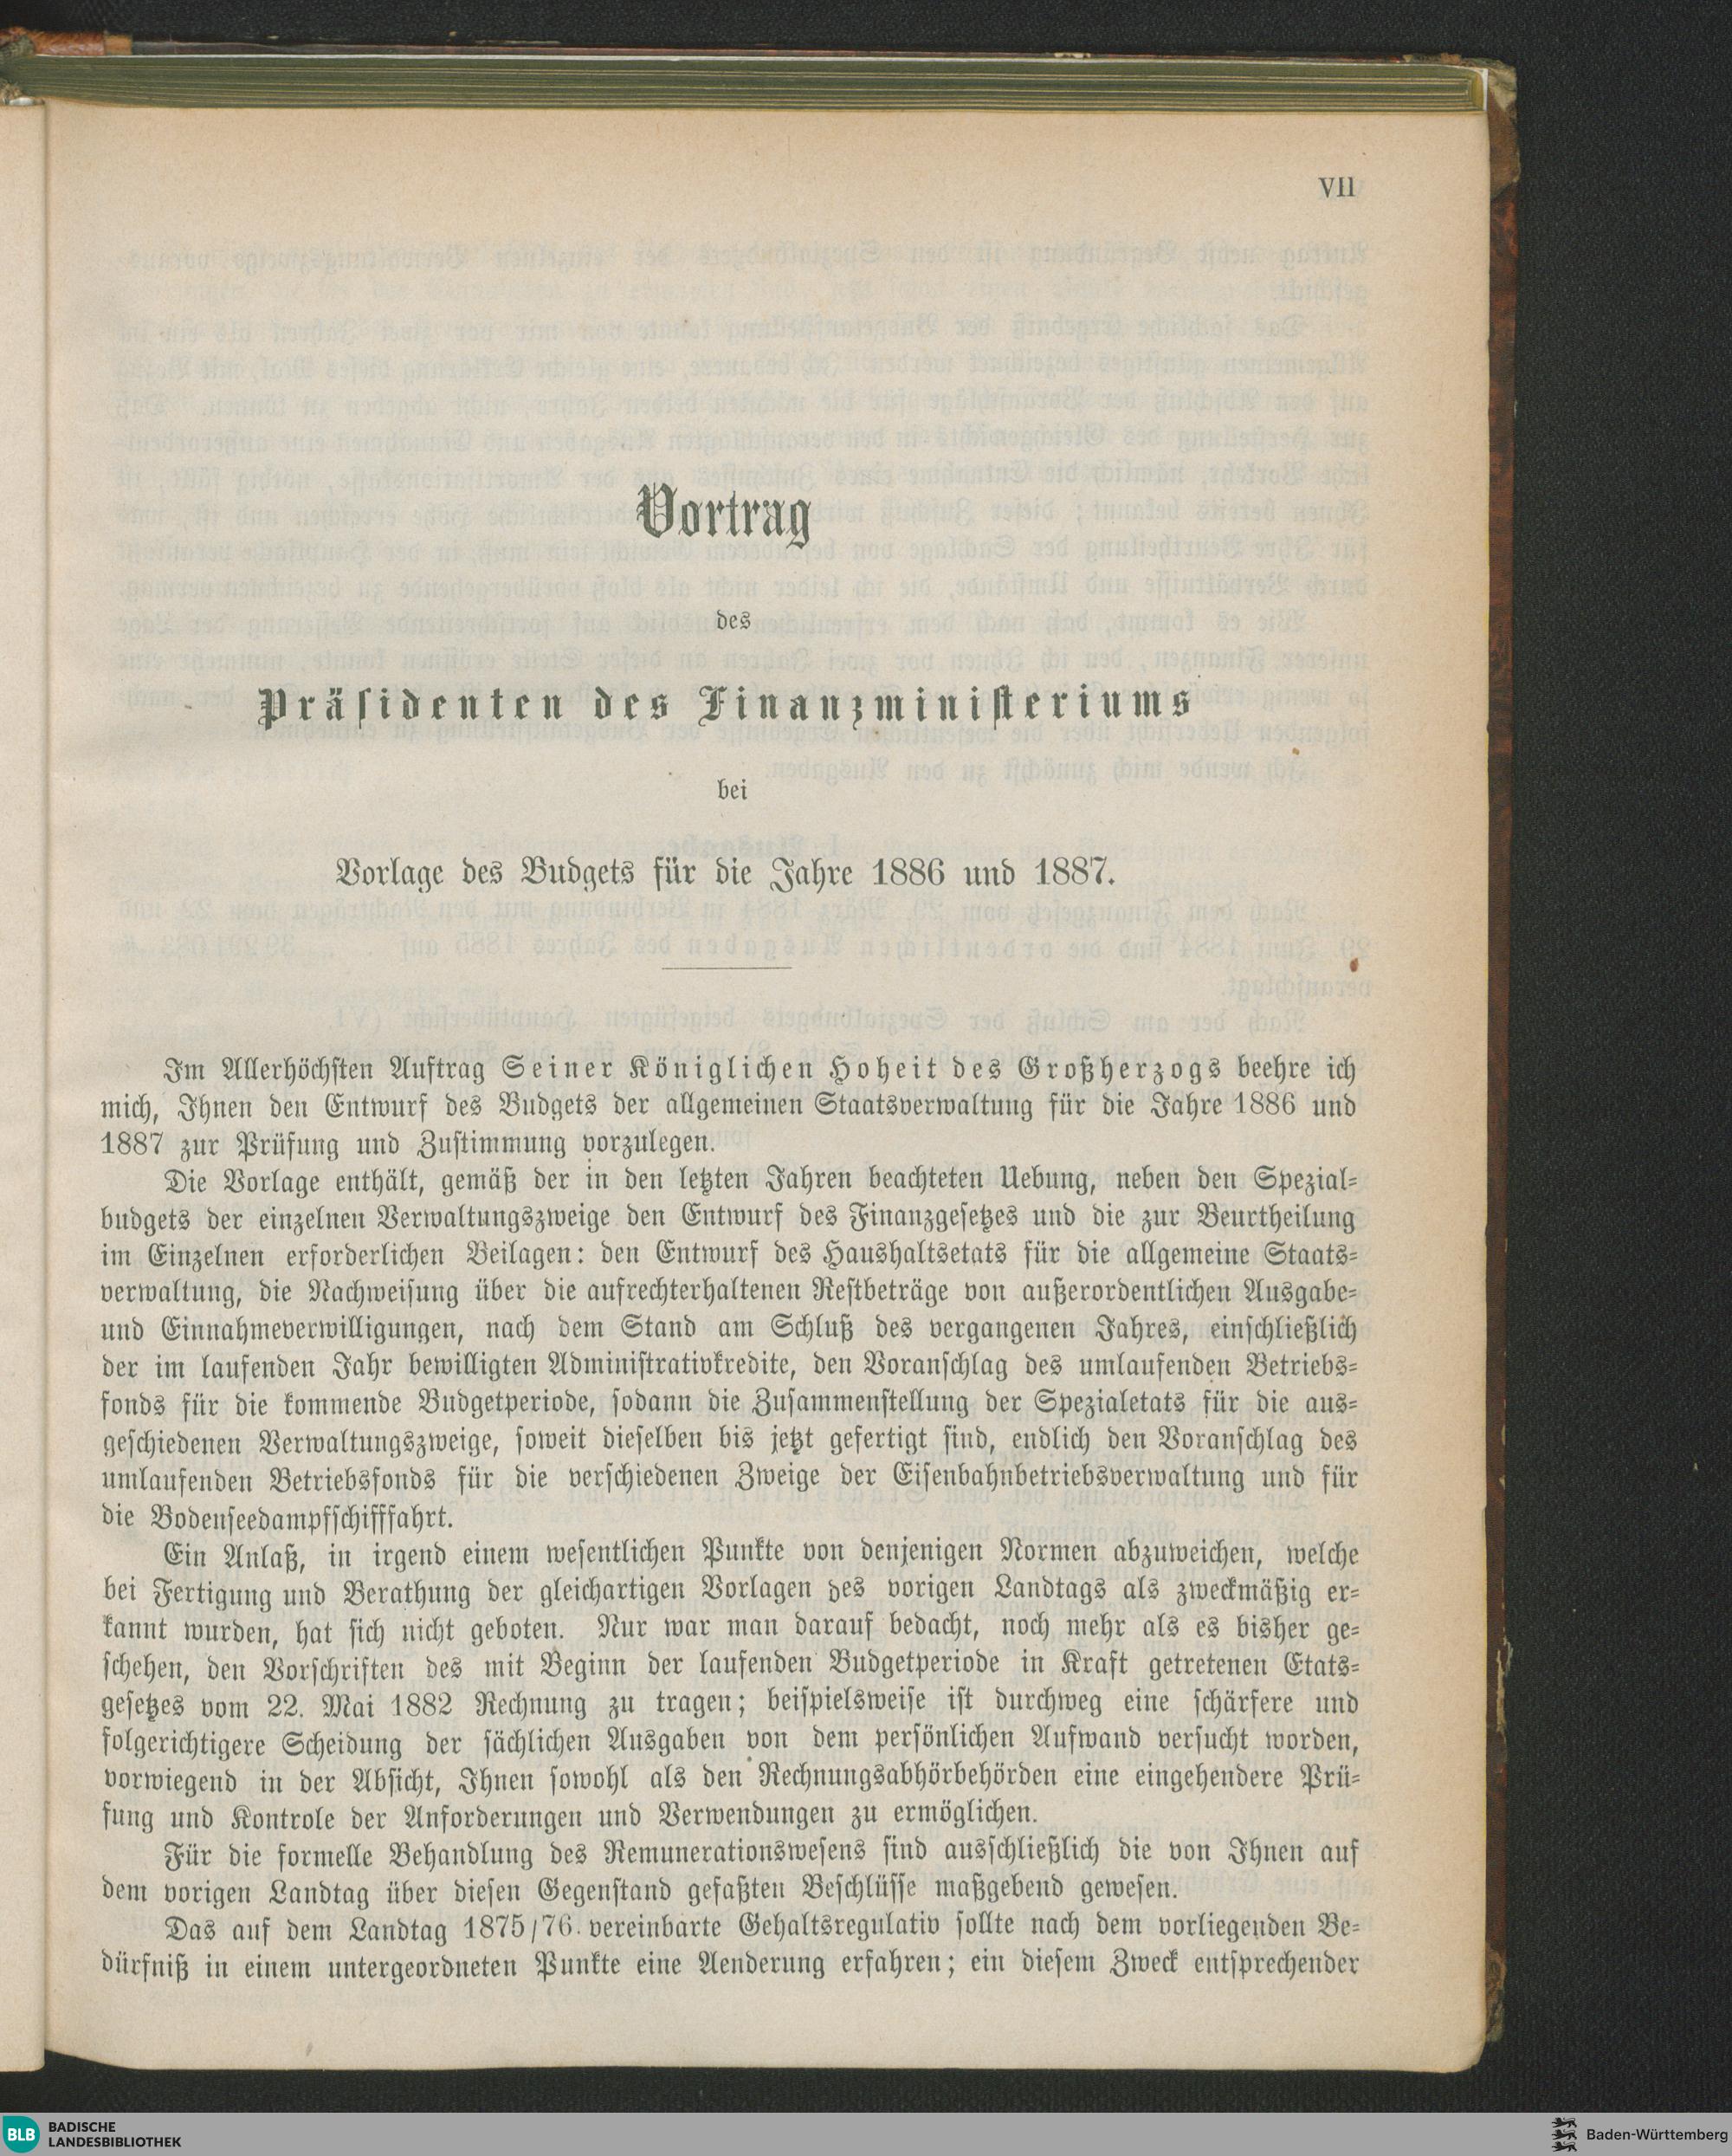 VII
Vortrag
des
Präsidenten des Finanzministeriums
bei
Vorlage des Budgets für die Jahre 1886 und 1887.
Im Allerhöchsten Auftrag Seiner Königlichen Hoheit des Großherzogs beehre ich
mich, Ihnen den Entwurf des Budgets der allgemeinen Staatsverwaltung für die Jahre 1886 und
1887 zur Prüfung und Zustimmung vorzulegen.
Die Vorlage enthält, gemäß der in den letzten Jahren beachteten Uebung, neben den Spezial-
budgets der einzelnen Verwaltungszweige den Entwurf des Finanzgesetzes und die zur Beurtheilung
im Einzelnen erforderlichen Beilagen: den Entwurf des Haushaltsetats für die allgemeine Staats-
verwaltung, die Nachweisung über die aufrechterhaltenen Restbeträge von außerordentlichen Ausgabe-
und Einnahmeverwilligungen, nach dem Stand am Schluß des vergangenen Jahres, einschließlich
der im laufenden Jahr bewilligten Administrativkredite, den Voranschlag des umlaufenden Betriebs-
fonds für die kommende Budgetperiode, sodann die Zusammenstellung der Spezialetats für die aus-
geschiedenen Verwaltungszweige, soweit dieselben bis jetzt gefertigt sind, endlich den Voranschlag des
umlaufenden Betriebsfonds für die verschiedenen Zweige der Eisenbahnbetriebsverwaltung und für
die Bodenseedampfschifffahrt.
Ein Anlaß, in irgend einem wesentlichen Punkte von denjenigen Normen abzuweichen, welche
bei Fertigung und Berathung der gleichartigen Vorlagen des vorigen Landtags als zweckmäßig er-
kannt wurden, hat sich nicht geboten. Nur war man darauf bedacht, noch mehr als es bisher ge-
schehen, den Vorschriften des mit Beginn der laufenden Budgetperiode in Kraft getretenen Etats-
gesetzes vom 22. Mai 1882 Rechnung zu tragen; beispielsweise ist durchweg eine schärfere und
folgerichtigere Scheidung der sächlichen Ausgaben von dem persönlichen Aufwand versucht worden,
vorwiegend in der Absicht, Ihnen sowohl als den Rechnungsabhörbehörden eine eingehendere Prü-
fung und Kontrole der Anforderungen und Verwendungen zu ermöglichen.
Für die formelle Behandlung des Remunerationswesens sind ausschließlich die von Ihnen auf
dem vorigen Landtag über diesen Gegenstand gefaßten Beschlüsse maßgebend gewesen.
Das auf dem Landtag 1875/76 vereinbarte Gehaltsregulativ sollte nach dem vorliegenden Be-
dürfniß in einem untergeordneten Punkte eine Aenderung erfahren; ein diesem Zweck entsprechender
BLB BADISCHE
LANDESBIBLIOTHEK
Baden-Württemberg